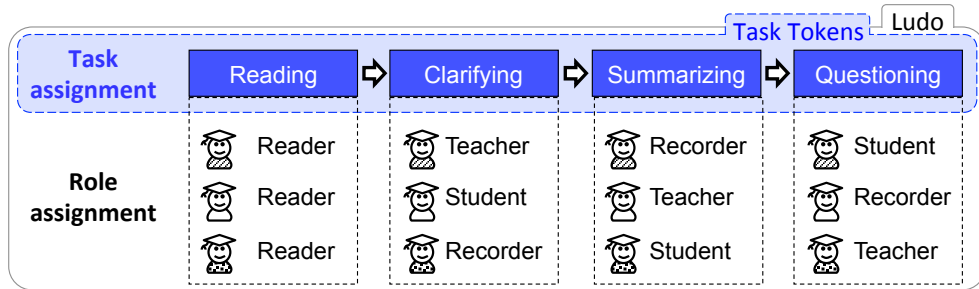 Ludo
Task Tokens
Task assignment
Reading
Clarifying
Summarizing
Questioning
Role assignment
Reader
Teacher
Recorder
Student
Reader
Student
Teacher
Recorder
Reader
Recorder
Student
Teacher